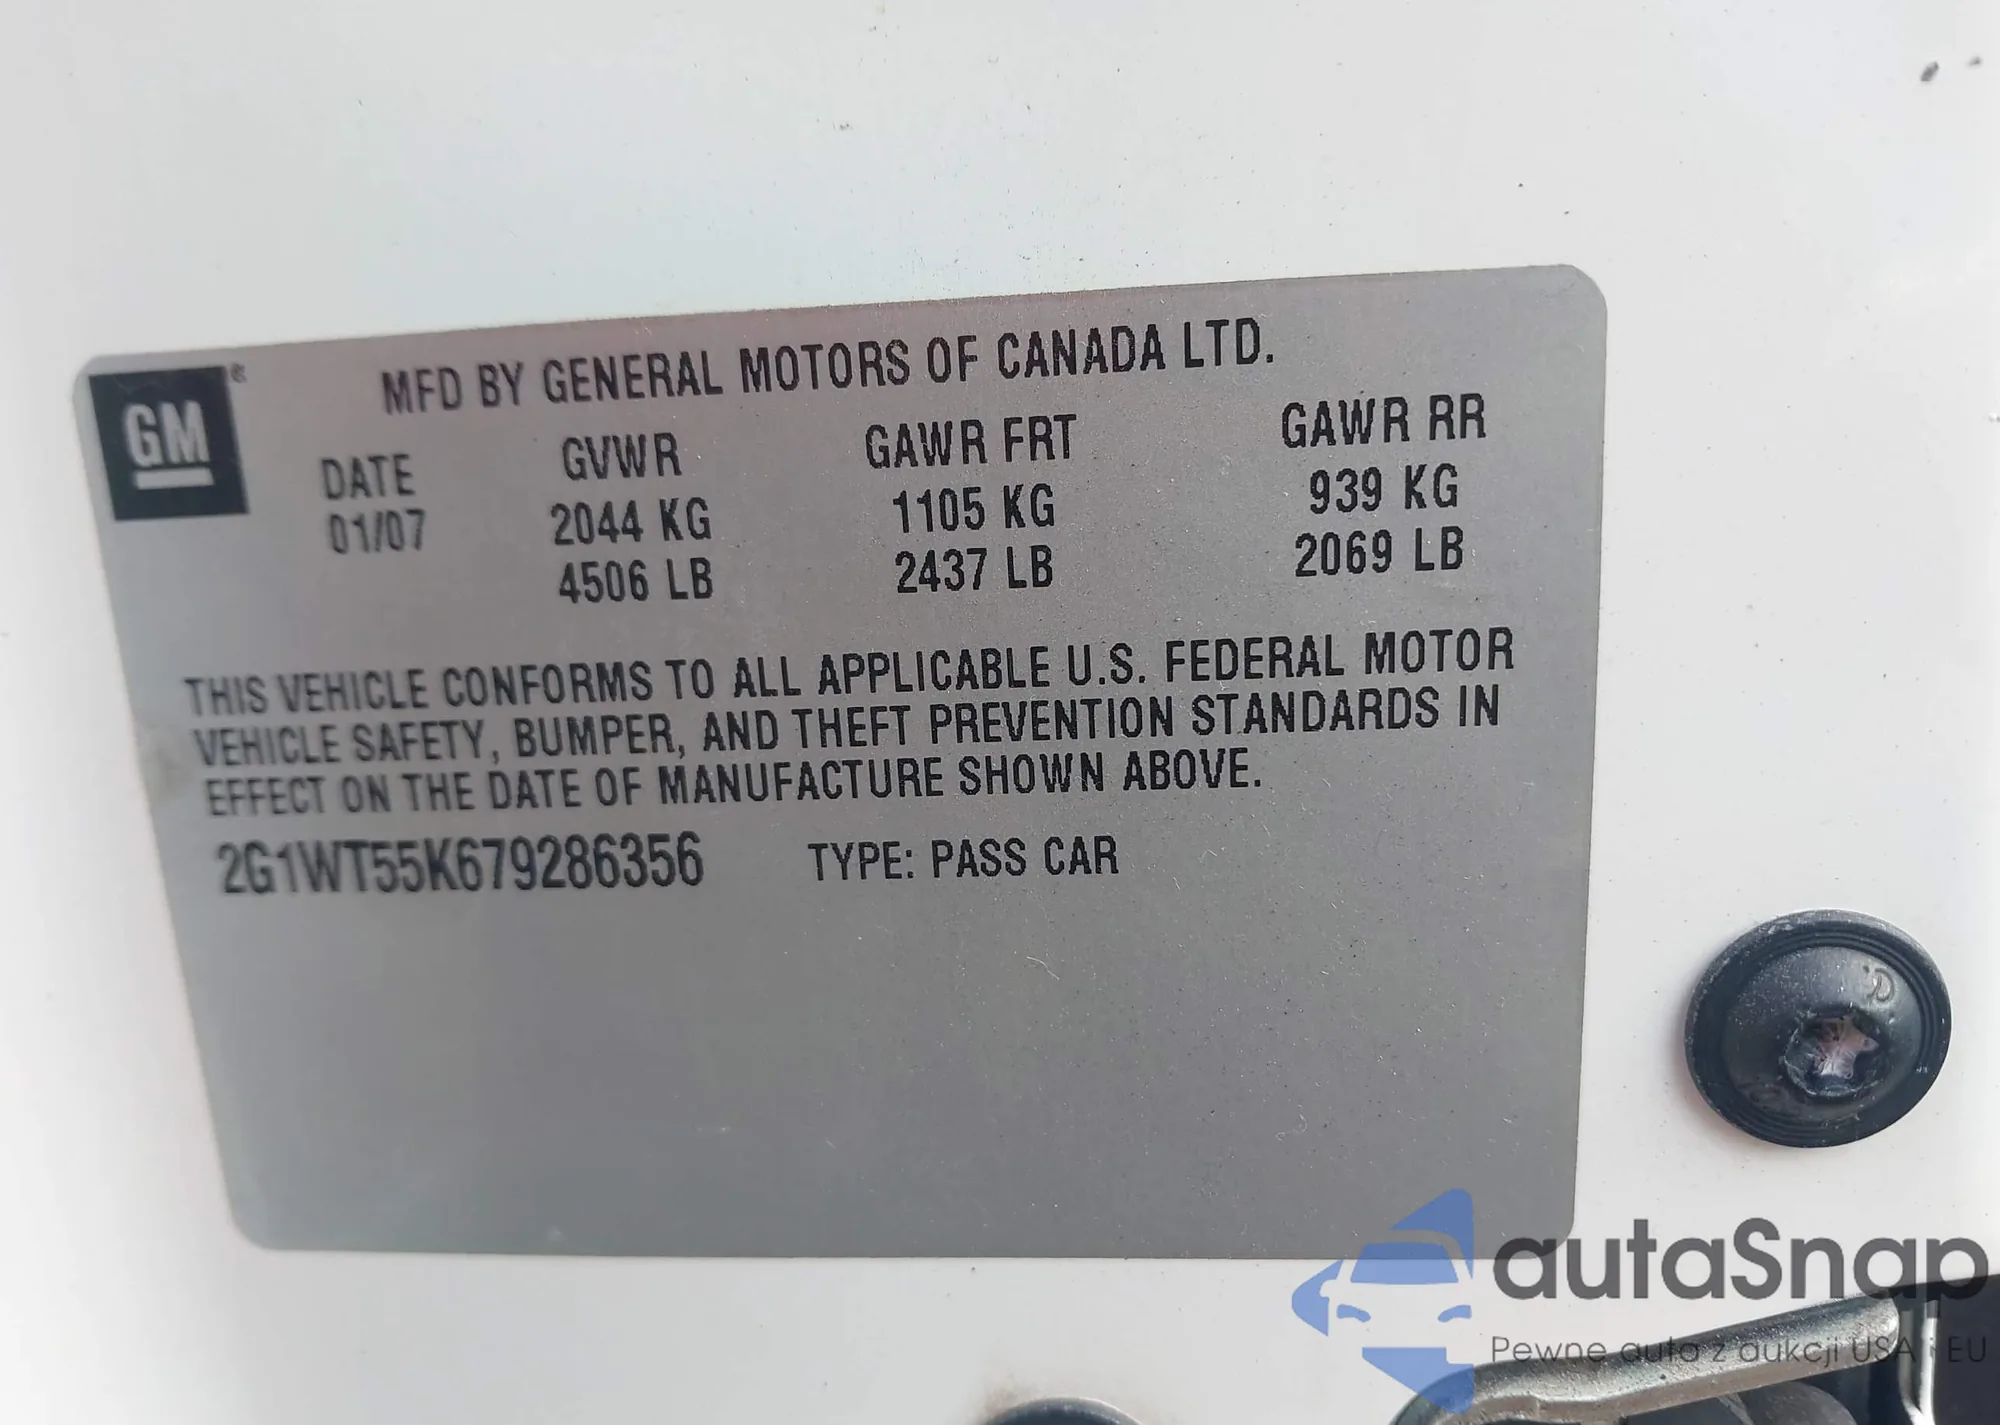 GM®
MFD BY GENERAL MOTORS OF CANADA LTD.
DATE GVWR GAWR FRT GAWR RR
01/07 2044 KG 1105 KG 939 KG
4506 LB 2437 LB 2069 LB
THIS VEHICLE CONFORMS TO ALL APPLICABLE U.S. FEDERAL MOTOR
VEHICLE SAFETY, BUMPER, AND THEFT PREVENTION STANDARDS IN
EFFECT ON THE DATE OF MANUFACTURE SHOWN ABOVE.
2G1WT55K679286356 TYPE: PASS CAR
autaSnap
Pewne auto z aukcji USA i EU